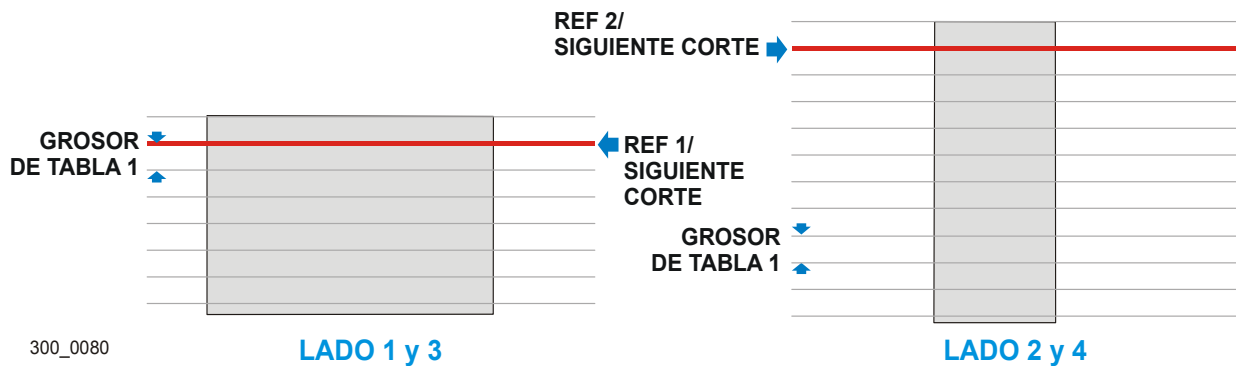 REF 2/
SIGUIENTE CORTE
GROSOR
DE TABLA 1
REF 1/
SIGUIENTE
CORTE
GROSOR
DE TABLA 1
300_0080
LADO 1 y 3
LADO 2 y 4